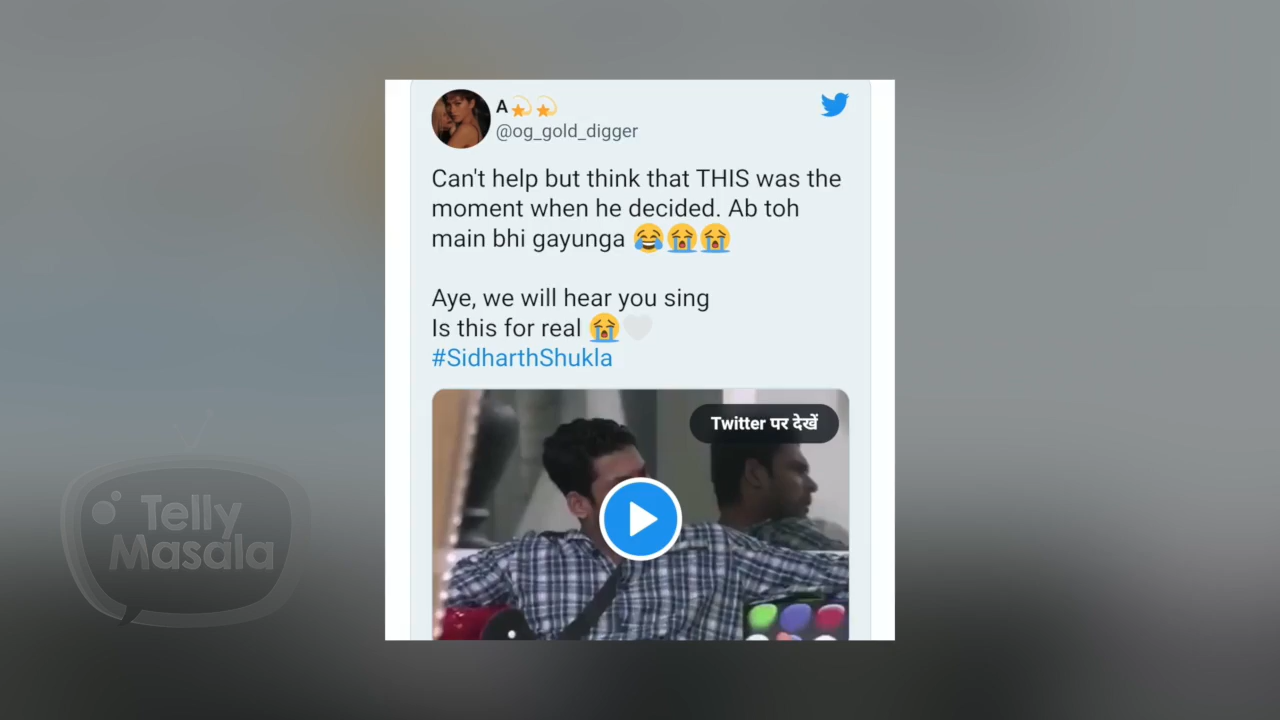 A💫💫
@og_gold_digger
Can't help but think that THIS was the
moment when he decided. Ab toh
main bhi gayunga 😂😭😭
Aye, we will hear you sing
Is this for real 😭🤍
#SidharthShukla
Twitter पर देखें
Telly
Masala